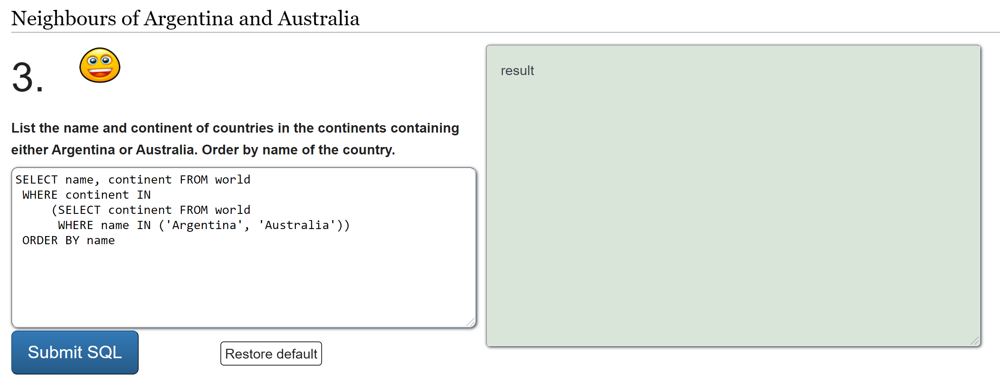 Neighbours of Argentina and Australia
3.
List the name and continent of countries in the continents containing
either Argentina or Australia. Order by name of the country.
SELECT name, continent FROM world
WHERE continent IN
(SELECT continent FROM world
WHERE name IN ('Argentina', 'Australia'))
ORDER BY name
Submit SQL
Restore default
result